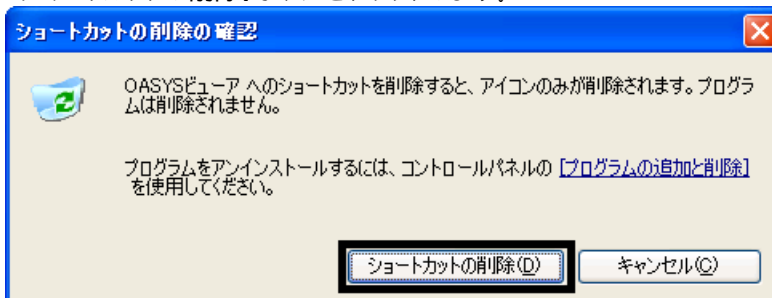 ショートカットの削除の確認
OASYSビューア へのショートカットを削除すると、アイコンのみが削除されます。プログラ
ムは削除されません。
プログラムをアンインストールするには、コントロールパネルの [プログラムの追加と削除]
を使用してください。
ショートカットの削除(D) キャンセル(C)